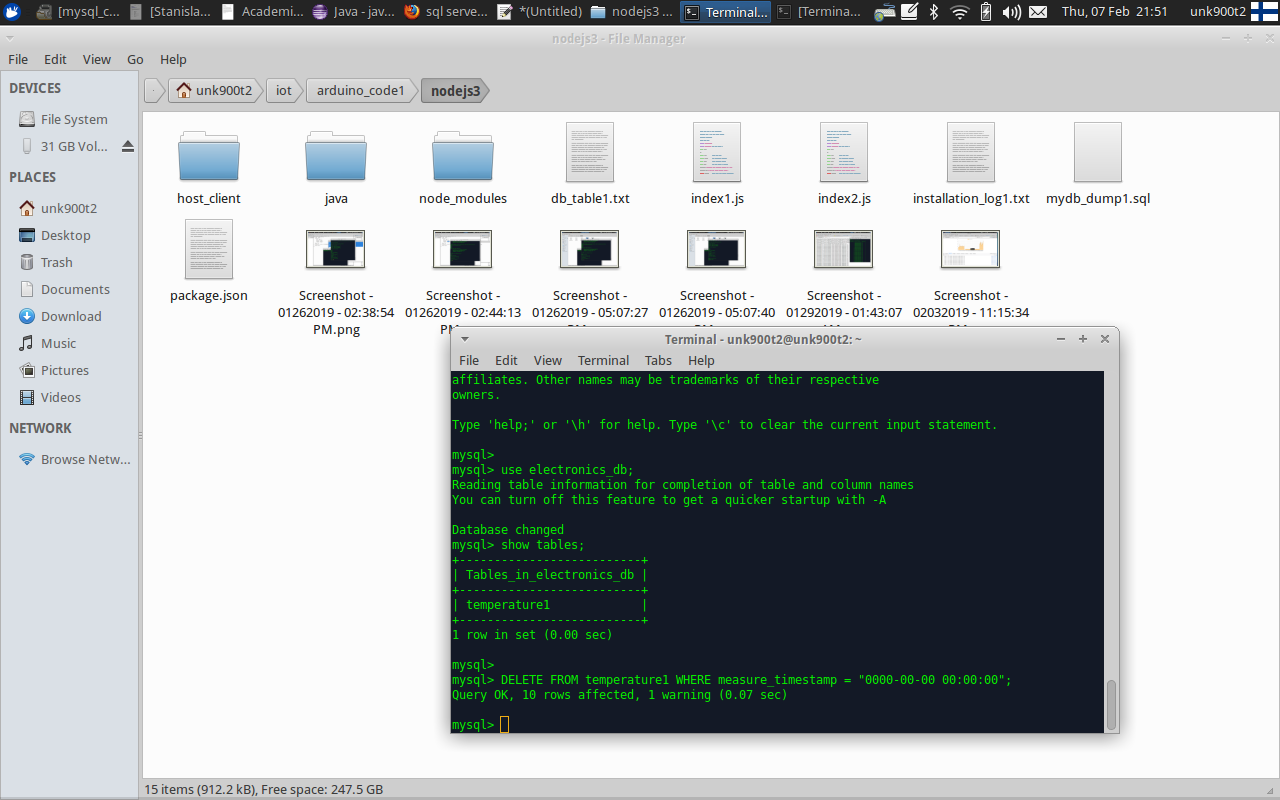 [mysql_c... [Stanisla... Academi... Java - jav... sql serve... *(Untitled) nodejs3 ... Terminal... [Termina... Thu, 07 Feb 21:51 unk900t2
nodejs3 - File Manager
File Edit View Go Help
DEVICES
File System
31 GB Vol...
PLACES
unk900t2
Desktop
Trash
Documents
Download
Music
Pictures
Videos
NETWORK
Browse Netw...
unk900t2 iot arduino_code1 nodejs3
host_client java node_modules db_table1.txt index1.js index2.js installation_log1.txt mydb_dump1.sql
package.json
Screenshot - 01262019 - 02:38:54 PM.png
Screenshot - 01262019 - 02:44:13
Screenshot - 01262019 - 05:07:27
Screenshot - 01262019 - 05:07:40
Screenshot - 01292019 - 01:43:07
Screenshot - 02032019 - 11:15:34
Terminal - unk900t2@unk900t2: ~
File Edit View Terminal Tabs Help
affiliates. Other names may be trademarks of their respective
owners.
Type 'help;' or '\h' for help. Type '\c' to clear the current input statement.
mysql>
mysql> use electronics_db;
Reading table information for completion of table and column names
You can turn off this feature to get a quicker startup with -A
Database changed
mysql> show tables;
+--------------------------+
| Tables_in_electronics_db |
+--------------------------+
| temperature1             |
+--------------------------+
1 row in set (0.00 sec)
mysql>
mysql> DELETE FROM temperature1 WHERE measure_timestamp = "0000-00-00 00:00:00";
Query OK, 10 rows affected, 1 warning (0.07 sec)
mysql>
15 items (912.2 kB), Free space: 247.5 GB